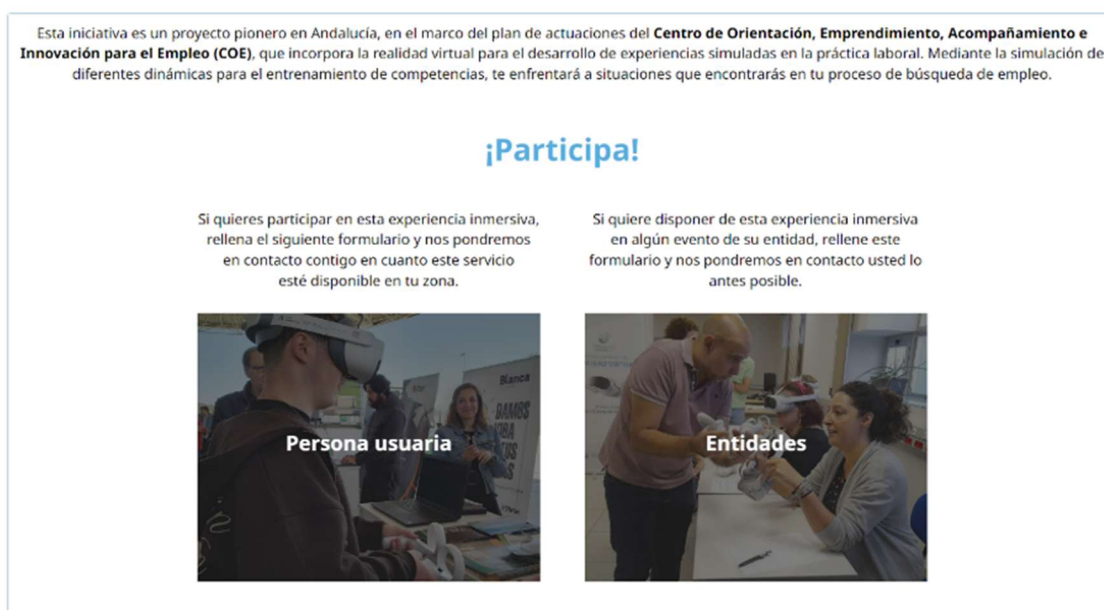 Esta iniciativa es un proyecto pionero en Andalucía, en el marco del plan de actuaciones del Centro de Orientación, Emprendimiento, Acompañamiento e
Innovación para el Empleo (COE), que incorpora la realidad virtual para el desarrollo de experiencias simuladas en la práctica laboral. Mediante la simulación de
diferentes dinámicas para el entrenamiento de competencias, te enfrentará a situaciones que encontrarás en tu proceso de búsqueda de empleo.
¡Participa!
Si quieres participar en esta experiencia inmersiva,
rellena el siguiente formulario y nos pondremos
en contacto contigo en cuanto este servicio
esté disponible en tu zona.
Si quiere disponer de esta experiencia inmersiva
en algún evento de su entidad, rellene este
formulario y nos pondremos en contacto usted lo
antes posible.
Blanca
Persona usuaria
Entidades